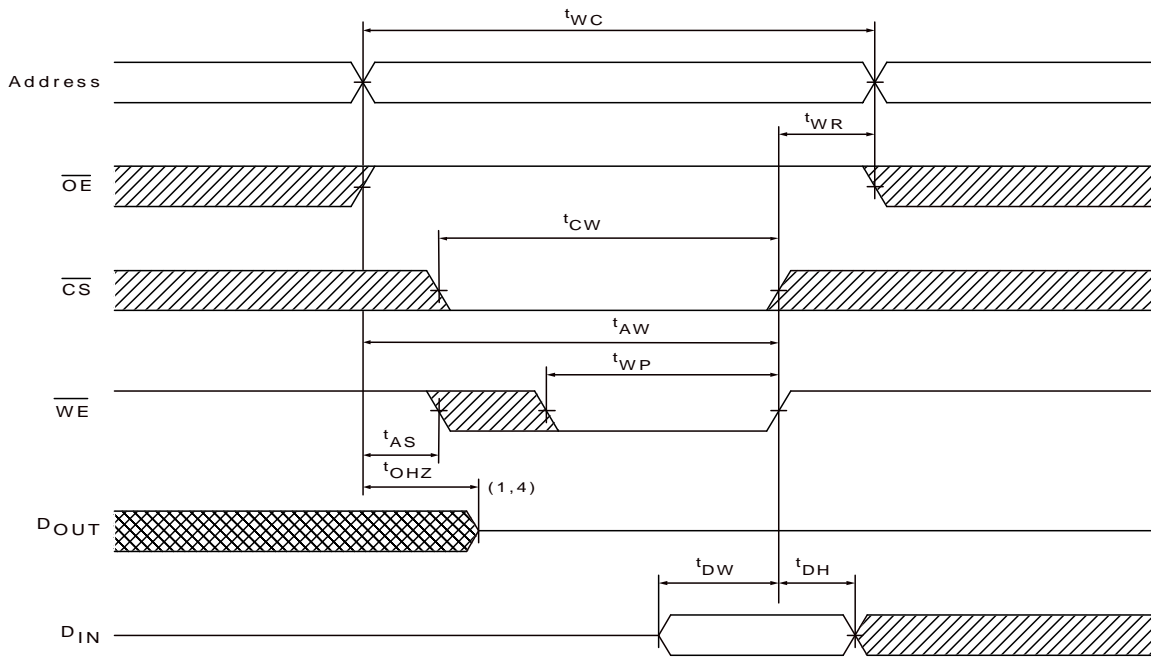 tWC
Address
tWR
OE
tCW
CS
tAW
tWP
WE
tAS
tOHZ
(1,4)
DOUT
tDW
tDH
DIN